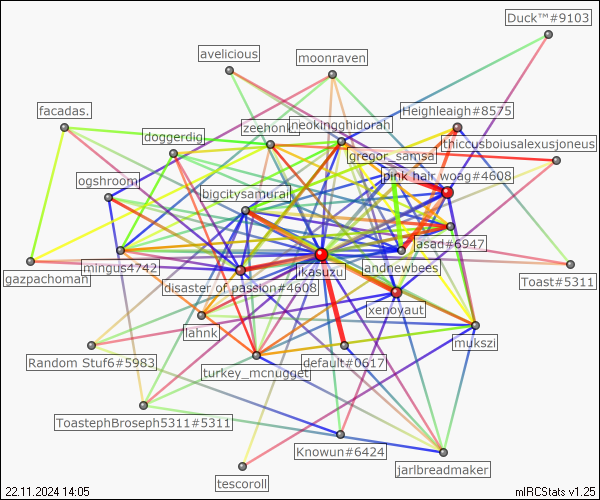 Duck™#9103
avelicious
moonraven
facadas.
Heighleaigh#8575
zeehonk
neokingghidorah
doggerdig
thiccusboiusalexusjoneus
gregor_samsa
ogshroom
pink hair woag#4608
bigcitysamurai
asad#6947
mingus4742
andnewbees
gazpachoman
ikasuzu
Toast#5311
disaster of passion#4608
xenovaut
lahnk
mukszi
Random Stuf6#5983
default#0617
turkey_mcnugget
ToastephBroseph5311#5311
Knowun#6424
jarlbreadmaker
tescoroll
22.11.2024 14:05
mIRCStats v1.25